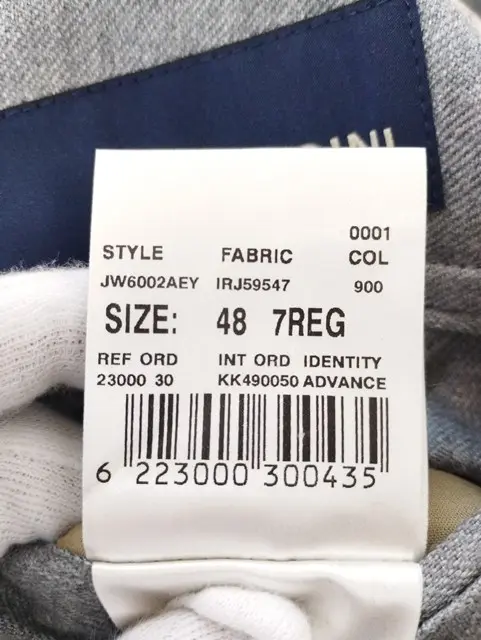 0001
STYLE FABRIC COL
JW6002AEY IRJ59547 900
SIZE: 48 7REG
REF ORD INT ORD IDENTITY
23000 30 KK490050 ADVANCE
6 223000 300435